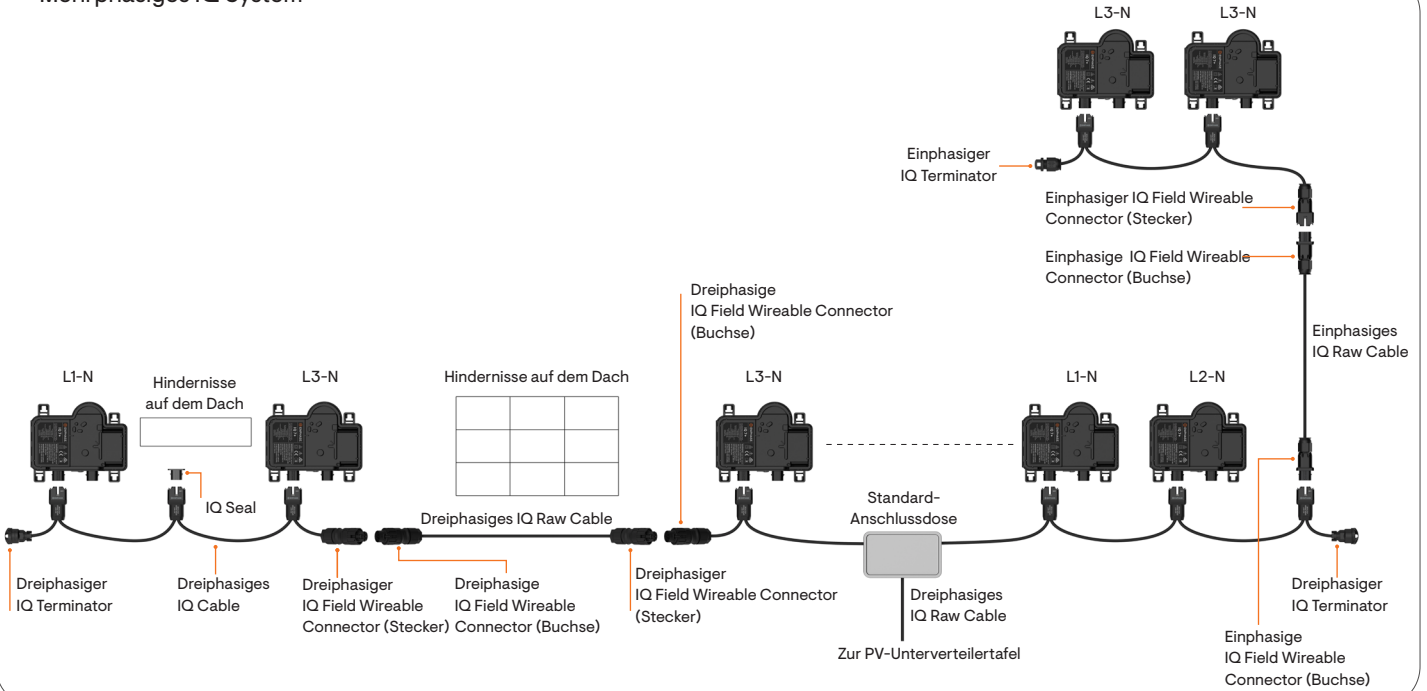 Mehrphasiges IQ System
L3-N
L3-N
Einphasiger
IQ Terminator
Einphasiger IQ Field Wireable
Connector (Stecker)
Einphasige IQ Field Wireable
Connector (Buchse)
Dreiphasige
IQ Field Wireable Connector
(Buchse)
Einphasiges
IQ Raw Cable
L1-N
Hindernisse
auf dem Dach
L3-N
Hindernisse auf dem Dach
L3-N
L1-N
L2-N
IQ Seal
Dreiphasiges IQ Raw Cable
Standard-
Anschlussdose
Dreiphasiger
IQ Terminator
Dreiphasiges
IQ Cable
Dreiphasiger
IQ Field Wireable
Connector (Stecker)
Dreiphasige
IQ Field Wireable
Connector (Buchse)
Dreiphasiger
IQ Field Wireable Connector
(Stecker)
Dreiphasiges
IQ Raw Cable
Zur PV-Unterverteilertafel
Dreiphasiger
IQ Terminator
Einphasige
IQ Field Wireable
Connector (Buchse)